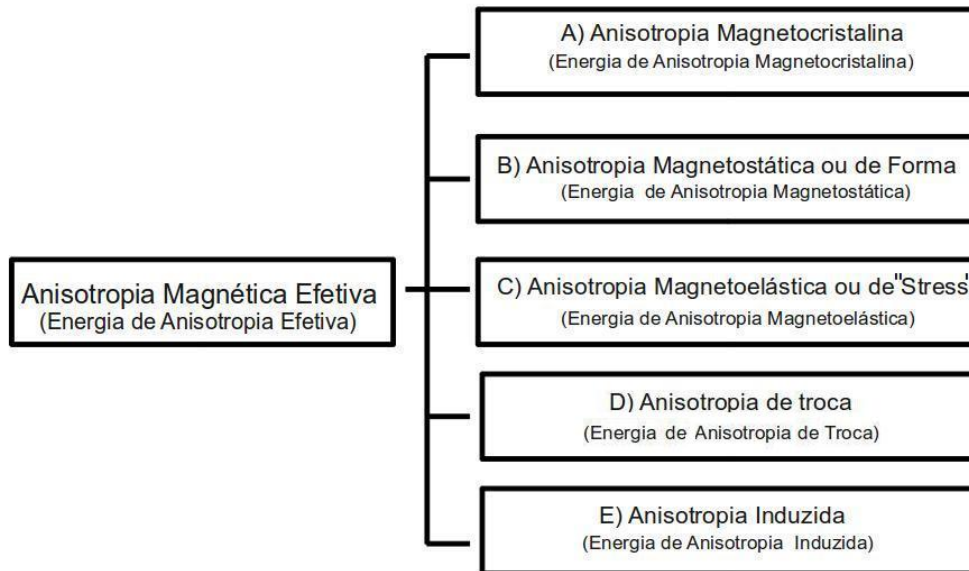 A) Anisotropia Magnetocristalina
(Energia de Anisotropia Magnetocristalina)
B) Anisotropia Magnetostática ou de Forma
(Energia de Anisotropia Magnetostática)
Anisotropia Magnética Efetiva
(Energia de Anisotropia Efetiva)
C) Anisotropia Magnetoelástica ou de "Stress"
(Energia de Anisotropia Magnetoelástica)
D) Anisotropia de troca
(Energia de Anisotropia de Troca)
E) Anisotropia Induzida
(Energia de Anisotropia Induzida)